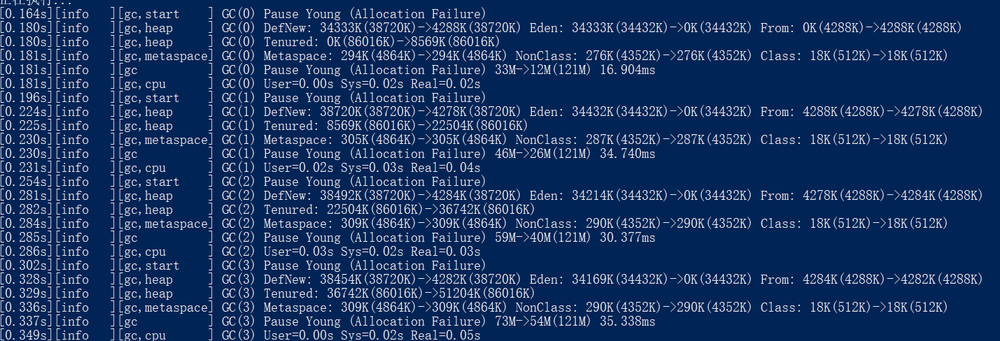 正在执行...
[0.164s][info   ][gc,start     ] GC(0) Pause Young (Allocation Failure)
[0.180s][info   ][gc,heap      ] GC(0) DefNew: 34333K(38720K)->4288K(38720K) Eden: 34333K(34432K)->0K(34432K) From: 0K(4288K)->4288K(4288K)
[0.180s][info   ][gc,heap      ] GC(0) Tenured: 0K(86016K)->8569K(86016K)
[0.181s][info   ][gc,metaspace] GC(0) Metaspace: 294K(4864K)->294K(4864K) NonClass: 276K(4352K)->276K(4352K) Class: 18K(512K)->18K(512K)
[0.181s][info   ][gc           ] GC(0) Pause Young (Allocation Failure) 33M->12M(121M) 16.904ms
[0.181s][info   ][gc,cpu       ] GC(0) User=0.00s Sys=0.02s Real=0.02s
[0.196s][info   ][gc,start     ] GC(1) Pause Young (Allocation Failure)
[0.224s][info   ][gc,heap      ] GC(1) DefNew: 38720K(38720K)->4278K(38720K) Eden: 34432K(34432K)->0K(34432K) From: 4288K(4288K)->4278K(4288K)
[0.225s][info   ][gc,heap      ] GC(1) Tenured: 8569K(86016K)->22504K(86016K)
[0.230s][info   ][gc,metaspace] GC(1) Metaspace: 305K(4864K)->305K(4864K) NonClass: 287K(4352K)->287K(4352K) Class: 18K(512K)->18K(512K)
[0.230s][info   ][gc           ] GC(1) Pause Young (Allocation Failure) 46M->26M(121M) 34.740ms
[0.231s][info   ][gc,cpu       ] GC(1) User=0.02s Sys=0.03s Real=0.04s
[0.254s][info   ][gc,start     ] GC(2) Pause Young (Allocation Failure)
[0.281s][info   ][gc,heap      ] GC(2) DefNew: 38492K(38720K)->4284K(38720K) Eden: 34214K(34432K)->0K(34432K) From: 4278K(4288K)->4284K(4288K)
[0.282s][info   ][gc,heap      ] GC(2) Tenured: 22504K(86016K)->36742K(86016K)
[0.284s][info   ][gc,metaspace] GC(2) Metaspace: 309K(4864K)->309K(4864K) NonClass: 290K(4352K)->290K(4352K) Class: 18K(512K)->18K(512K)
[0.285s][info   ][gc           ] GC(2) Pause Young (Allocation Failure) 59M->40M(121M) 30.377ms
[0.286s][info   ][gc,cpu       ] GC(2) User=0.03s Sys=0.02s Real=0.03s
[0.302s][info   ][gc,start     ] GC(3) Pause Young (Allocation Failure)
[0.328s][info   ][gc,heap      ] GC(3) DefNew: 38454K(38720K)->4282K(38720K) Eden: 34169K(34432K)->0K(34432K) From: 4284K(4288K)->4282K(4288K)
[0.329s][info   ][gc,heap      ] GC(3) Tenured: 36742K(86016K)->51204K(86016K)
[0.336s][info   ][gc,metaspace] GC(3) Metaspace: 309K(4864K)->309K(4864K) NonClass: 290K(4352K)->290K(4352K) Class: 18K(512K)->18K(512K)
[0.337s][info   ][gc           ] GC(3) Pause Young (Allocation Failure) 73M->54M(121M) 35.338ms
[0.349s][info   ][gc,cpu       ] GC(3) User=0.00s Sys=0.02s Real=0.05s